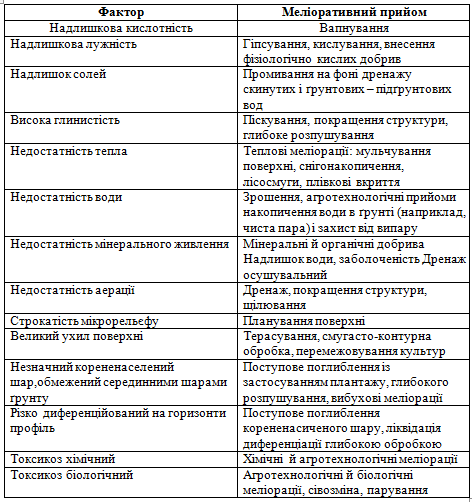 Фактор
Меліоративний прийом
Надлишкова кислотність
Вапнування
Надлишкова лужність
Гіпсування, кислування, внесення
фізіологічно кислих добрив
Надлишок солей
Промивання на фоні дренажу
скинутих і ґрунтових – підґрунтових
вод
Висока глинистість
Піскування, покращення структури,
глибоке розпушування
Недостатність тепла
Теплові меліорації: мульчування
поверхні, снігонакопичення,
лісосмуги, плівкові вкриття
Недостатність води
Зрошення, агротехнологічні прийоми
накопичення води в ґрунті (наприклад,
чиста пара) і захист від випару
Недостатність мінерального живлення
Мінеральні й органічні добрива
Надлишок води, заболоченість Дренаж
осушувальний
Недостатність аерації
Дренаж, покращення структури,
щілювання
Строкатість мікрорельєфу
Планування поверхні
Великий ухил поверхні
Терасування, смугасто-контурна
обробка, перемежовування культур
Незначний корененаселений
шар,обмежений серединними шарами
ґрунту
Поступове поглиблення із
застосуванням плантажу, глибокого
розпушування, вибухові меліорації
Різко диференційований на горизонти
профіль
Поступове поглиблення
корененасиченого шару, ліквідація
диференціації глибокою обробкою
Токсикоз хімічний
Хімічні й агротехнологічні меліорації
Токсикоз біологічний
Агротехнологічні й біологічні
меліорації, сівозміна, парування